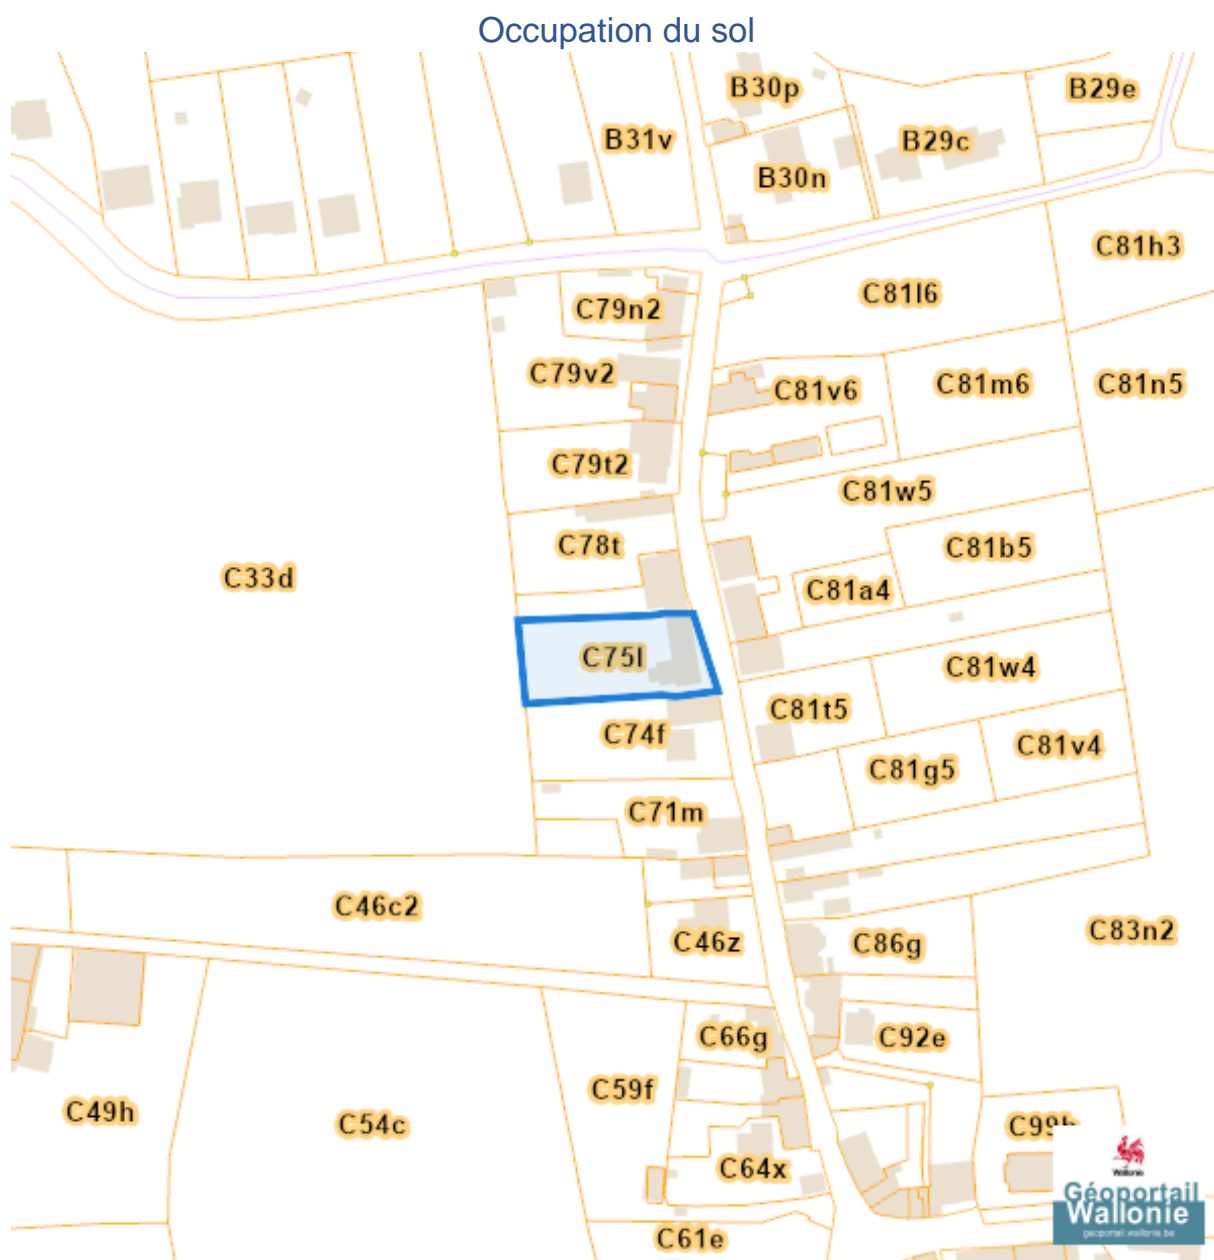 Occupation du sol
B30p
B29e
B31v
B29c
B30n
C81h3
C81l6
C79n2
C79v2
C81v6
C81m6
C81n5
C79t2
C81w5
C78t
C81b5
C33d
C81a4
C75l
C81w4
C81t5
C74f
C81v4
C81g5
C71m
C46c2
C83n2
C46z
C86g
C66g
C92e
C59f
C49h
C54c
C99h
C64x
C61e
Wallonie
Géoportail
Wallonie
geoportail.wallonie.be